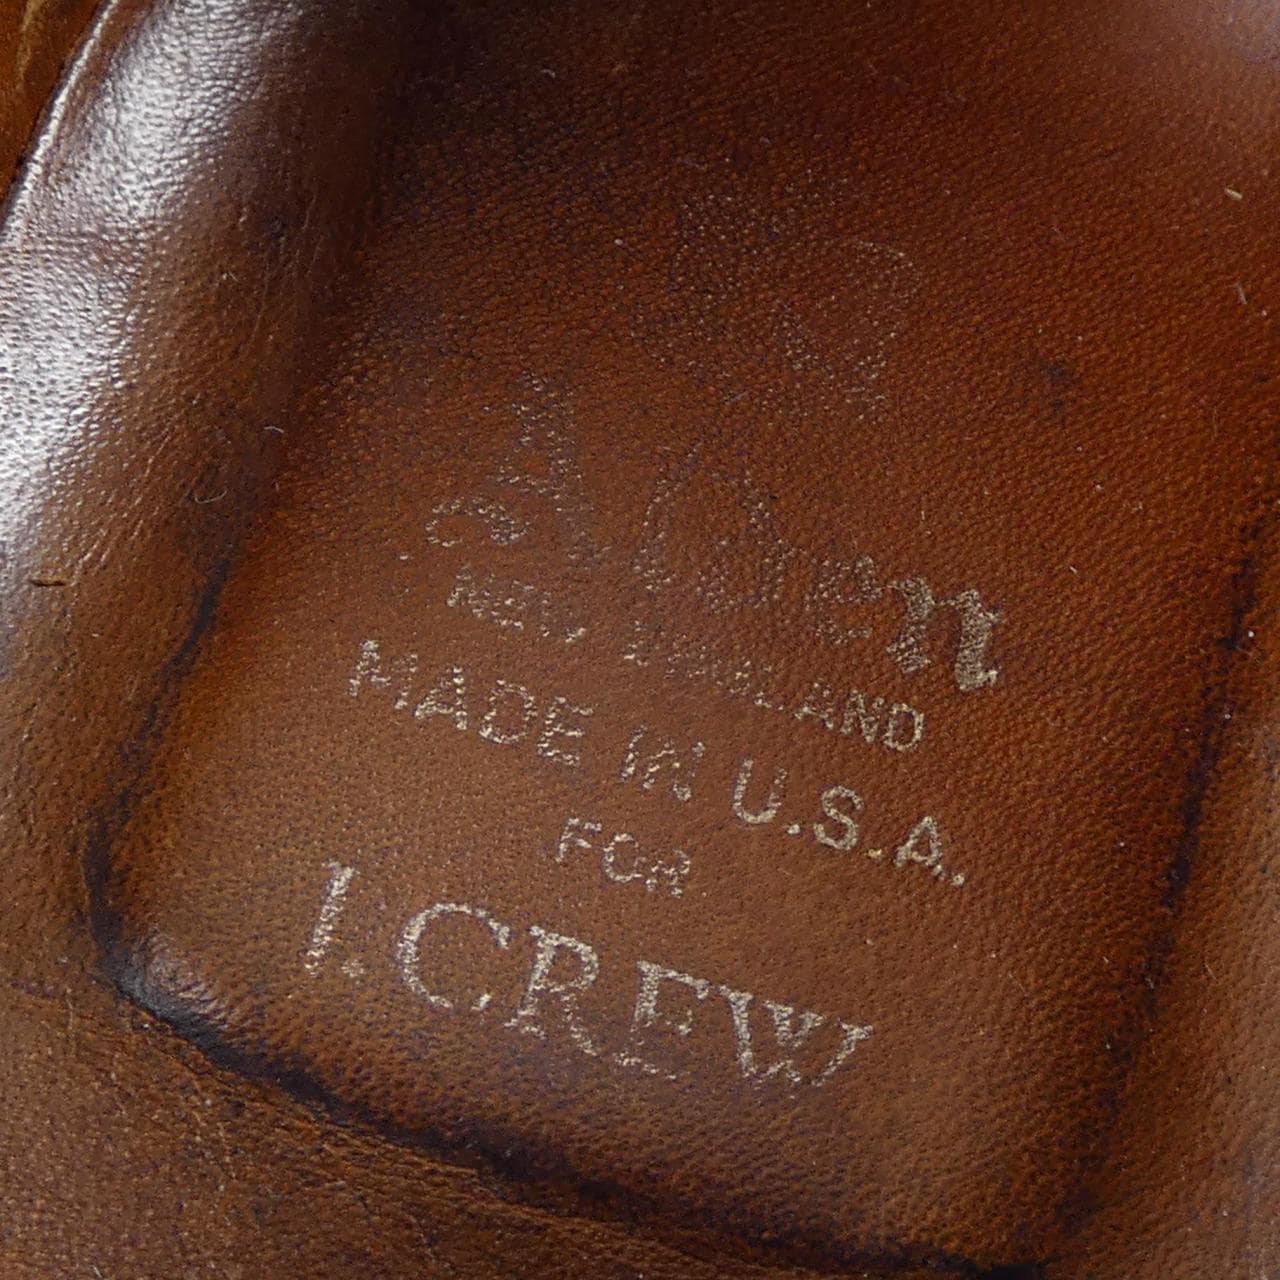 Alden
NEW ENGLAND
MADE IN U.S.A.
FOR
J.CREW